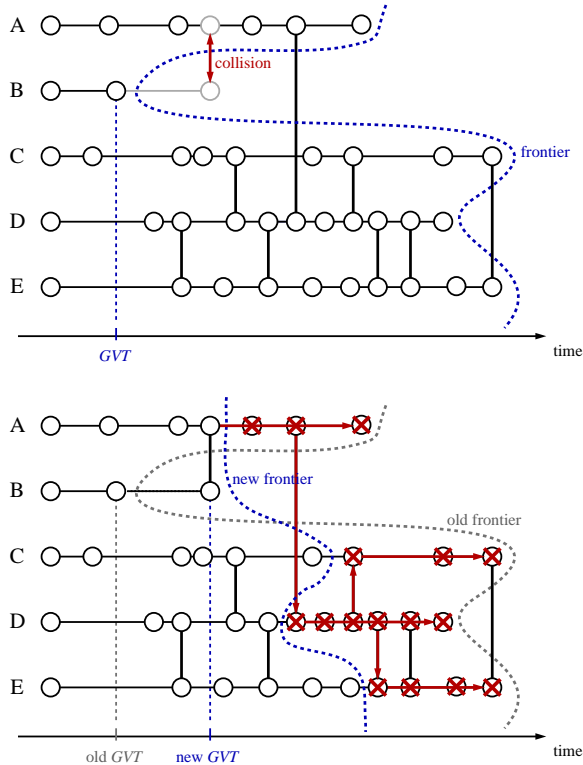 A
collision
B
frontier
C
D
E
GVT
time
A
new frontier
B
old frontier
C
D
E
old GVT
new GVT
time